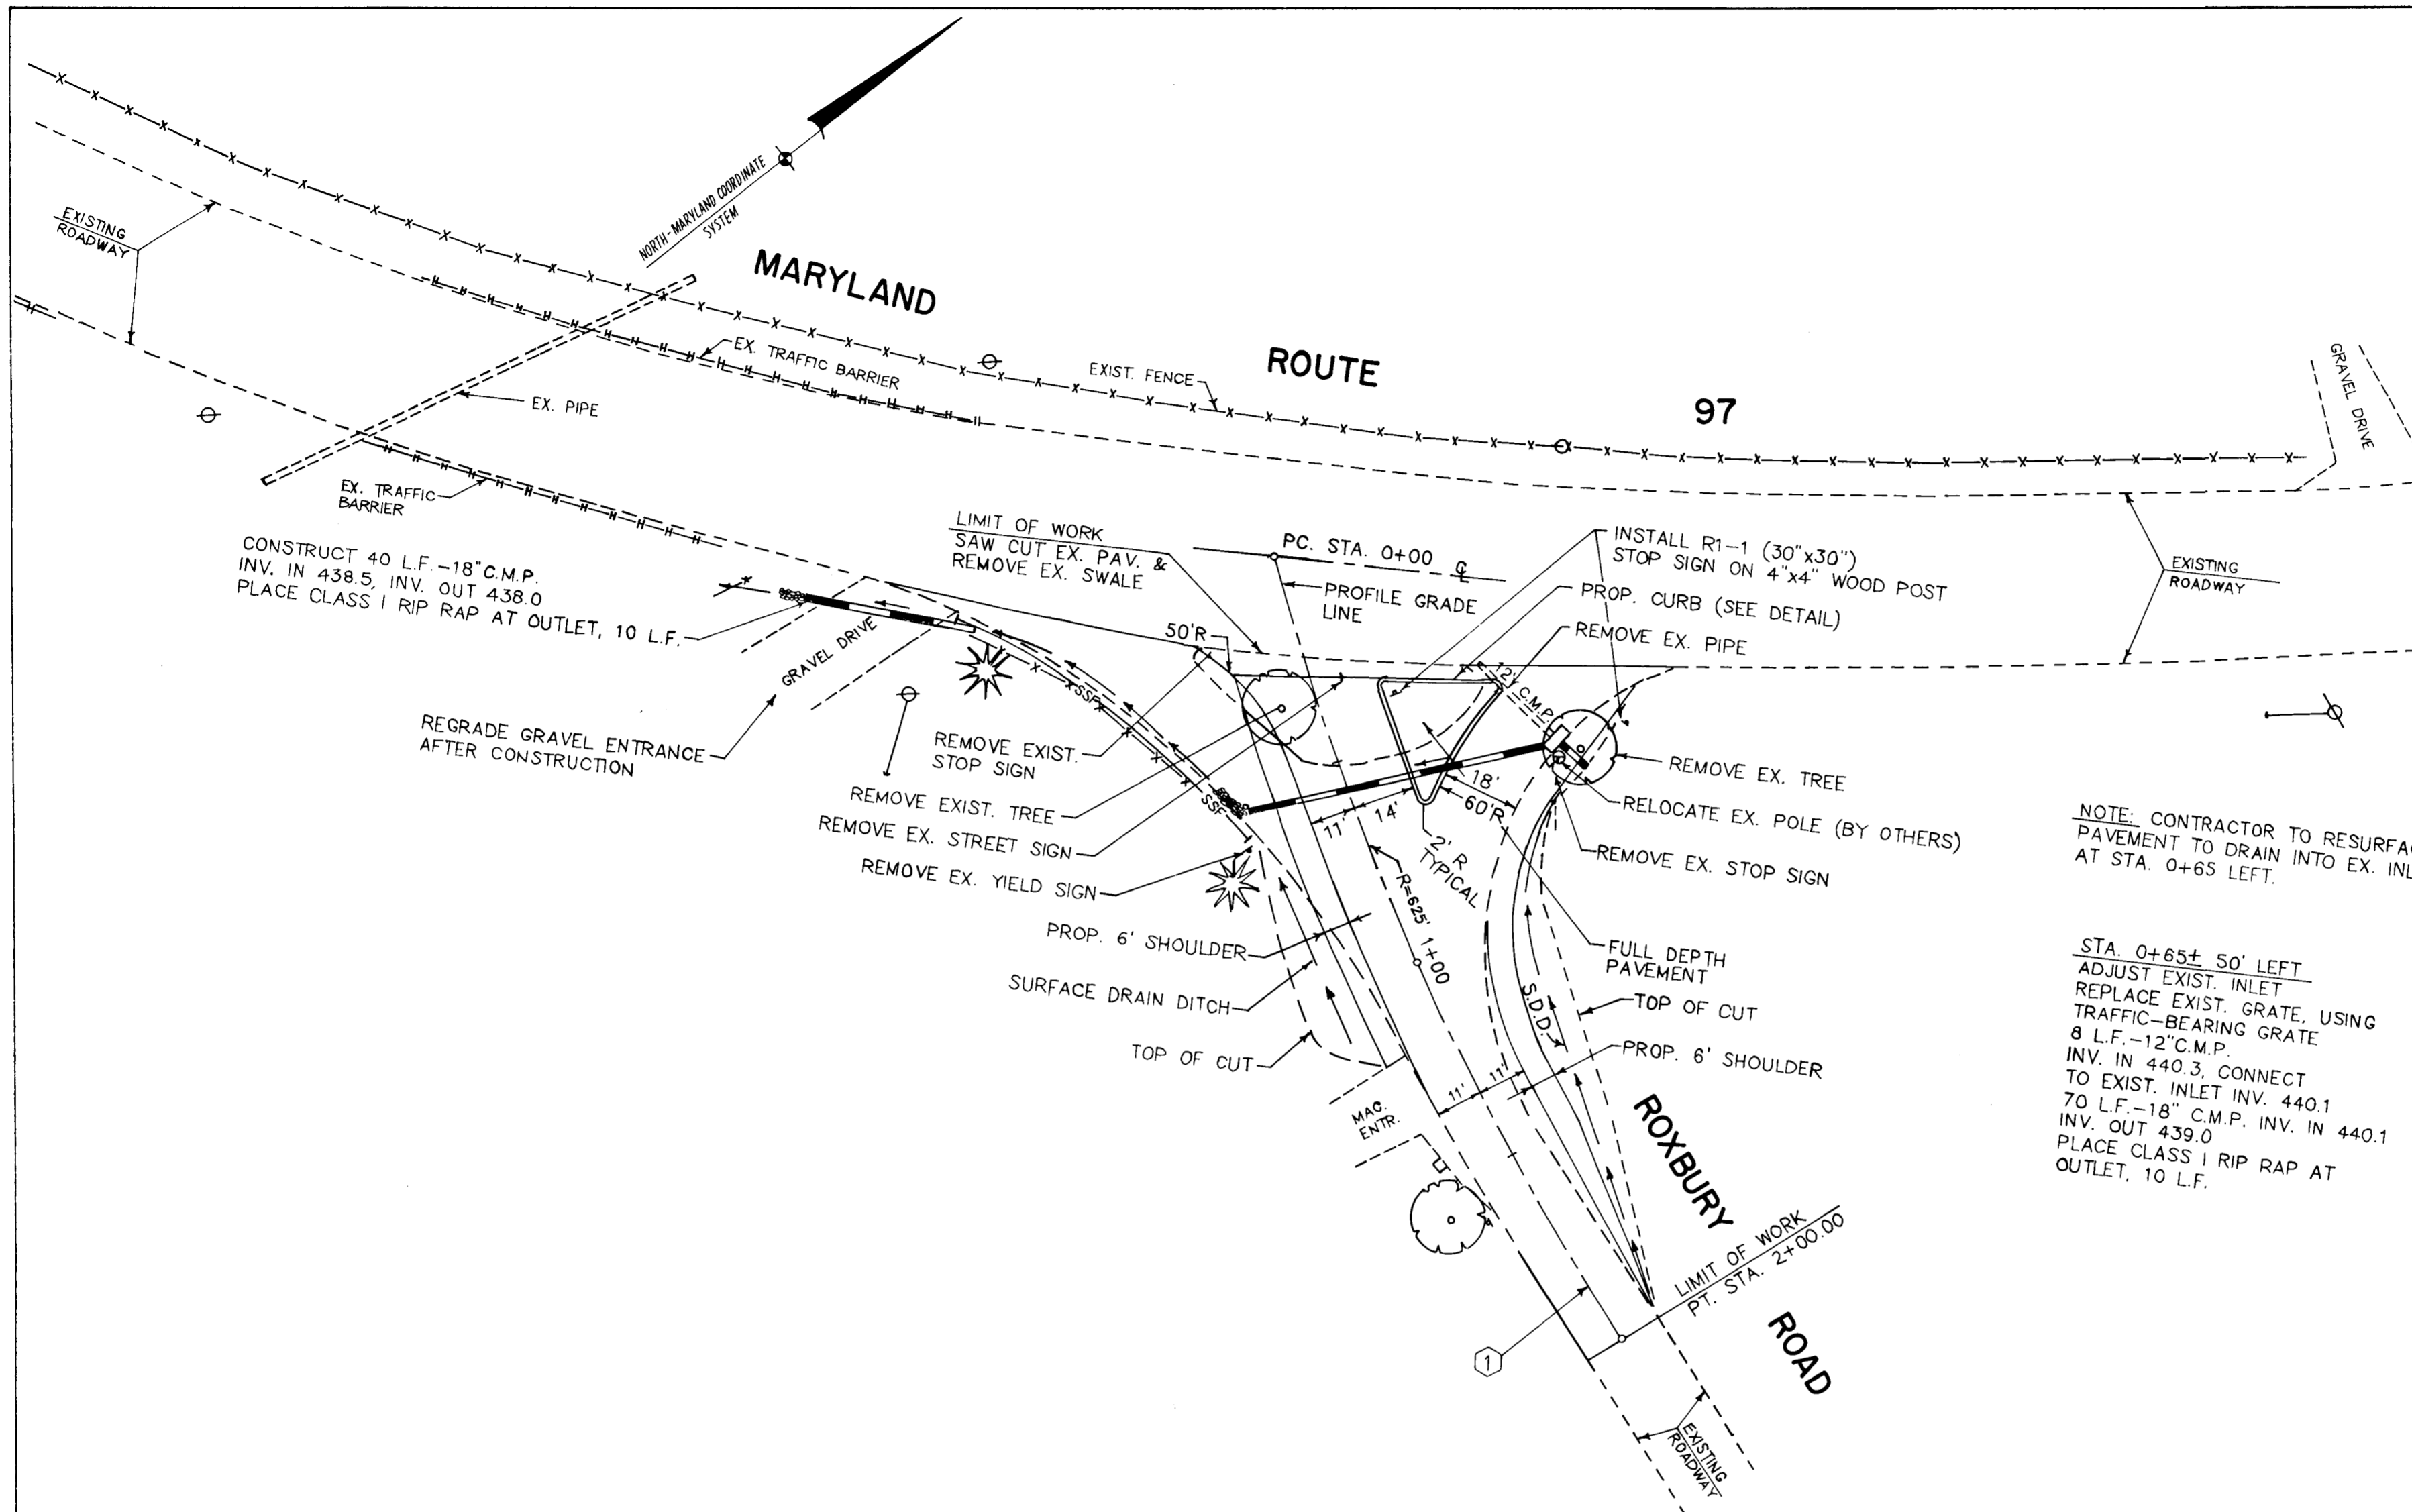 NORTH-MARYLAND COORDINATE
SYSTEM
MARYLAND
ROUTE
97
EXISTING
ROADWAY
EX. PIPE
EX. TRAFFIC BARRIER
EXIST. FENCE
GRAVEL DRIVE
EX. TRAFFIC
BARRIER
CONSTRUCT 40 L.F.-18"C.M.P.
INV. IN 438.5, INV. OUT 438.0
PLACE CLASS I RIP RAP AT OUTLET, 10 L.F.
LIMIT OF WORK
SAW CUT EX. PAV. &
REMOVE EX. SWALE
PC. STA. 0+00 ℄
PROFILE GRADE
LINE
INSTALL R1-1 (30"x30")
STOP SIGN ON 4"x4" WOOD POST
PROP. CURB (SEE DETAIL)
REMOVE EX. PIPE
EXISTING
ROADWAY
50'R
12" C.M.P.
GRAVEL DRIVE
REGRADE GRAVEL ENTRANCE
AFTER CONSTRUCTION
SSF
SSF
REMOVE EXIST.
STOP SIGN
REMOVE EXIST. TREE
REMOVE EX. STREET SIGN
REMOVE EX. YIELD SIGN
PROP. 6' SHOULDER
SURFACE DRAIN DITCH
TOP OF CUT
11'
14'
18'
60'R
2' R
TYPICAL
R=625'
1+00
REMOVE EX. TREE
RELOCATE EX. POLE (BY OTHERS)
REMOVE EX. STOP SIGN
FULL DEPTH
PAVEMENT
TOP OF CUT
S.D.D.
PROP. 6' SHOULDER
11'
11'
MAC.
ENTR.
ROXBURY
ROAD
LIMIT OF WORK
PT. STA. 2+00.00
1
EXISTING
ROADWAY
NOTE: CONTRACTOR TO RESURFA
PAVEMENT TO DRAIN INTO EX. INL
AT STA. 0+65 LEFT.
STA. 0+65± 50' LEFT
ADJUST EXIST. INLET
REPLACE EXIST. GRATE, USING
TRAFFIC-BEARING GRATE
8 L.F.-12"C.M.P.
INV. IN 440.3, CONNECT
TO EXIST. INLET INV. 440.1
70 L.F.-18" C.M.P. INV. IN 440.1
INV. OUT 439.0
PLACE CLASS I RIP RAP AT
OUTLET, 10 L.F.